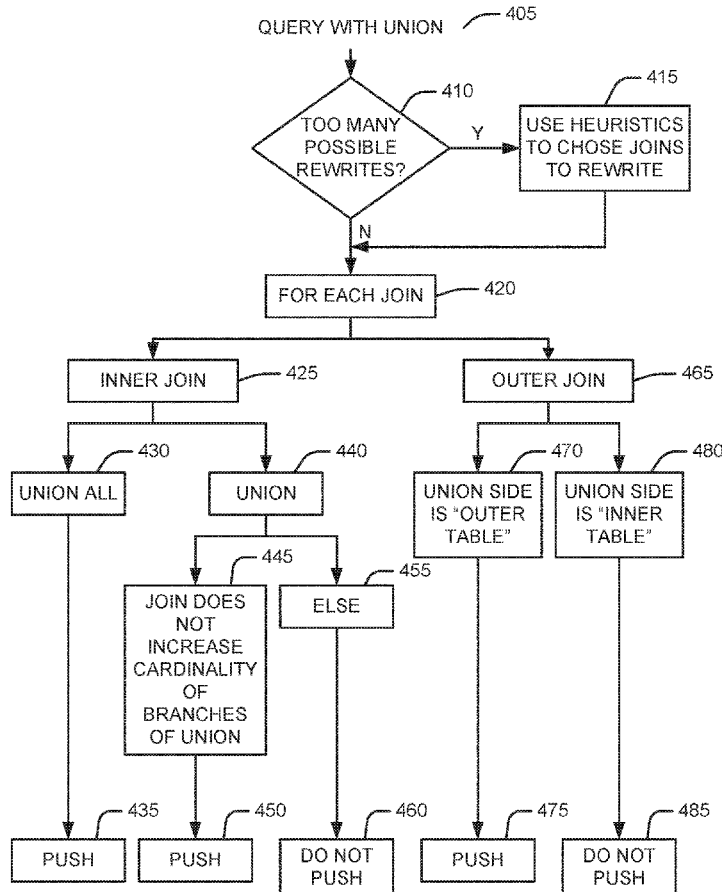 QUERY WITH UNION
405
410
415
TOO MANY
POSSIBLE
REWRITES?
Y
USE HEURISTICS
TO CHOSE JOINS
TO REWRITE
N
FOR EACH JOIN
420
INNER JOIN
425
OUTER JOIN
465
430
440
470
480
UNION ALL
UNION
UNION SIDE
IS "OUTER
TABLE"
UNION SIDE
IS "INNER
TABLE"
445
455
JOIN DOES
NOT
INCREASE
CARDINALITY
OF
BRANCHES
OF UNION
ELSE
435
450
460
475
485
PUSH
PUSH
DO NOT
PUSH
PUSH
DO NOT
PUSH